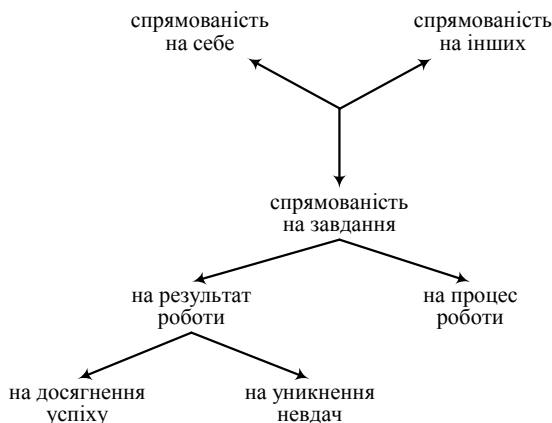 спрямованість
на себе
спрямованість
на інших
спрямованість
на завдання
на результат
роботи
на процес
роботи
на досягнення
успіху
на уникнення
невдач